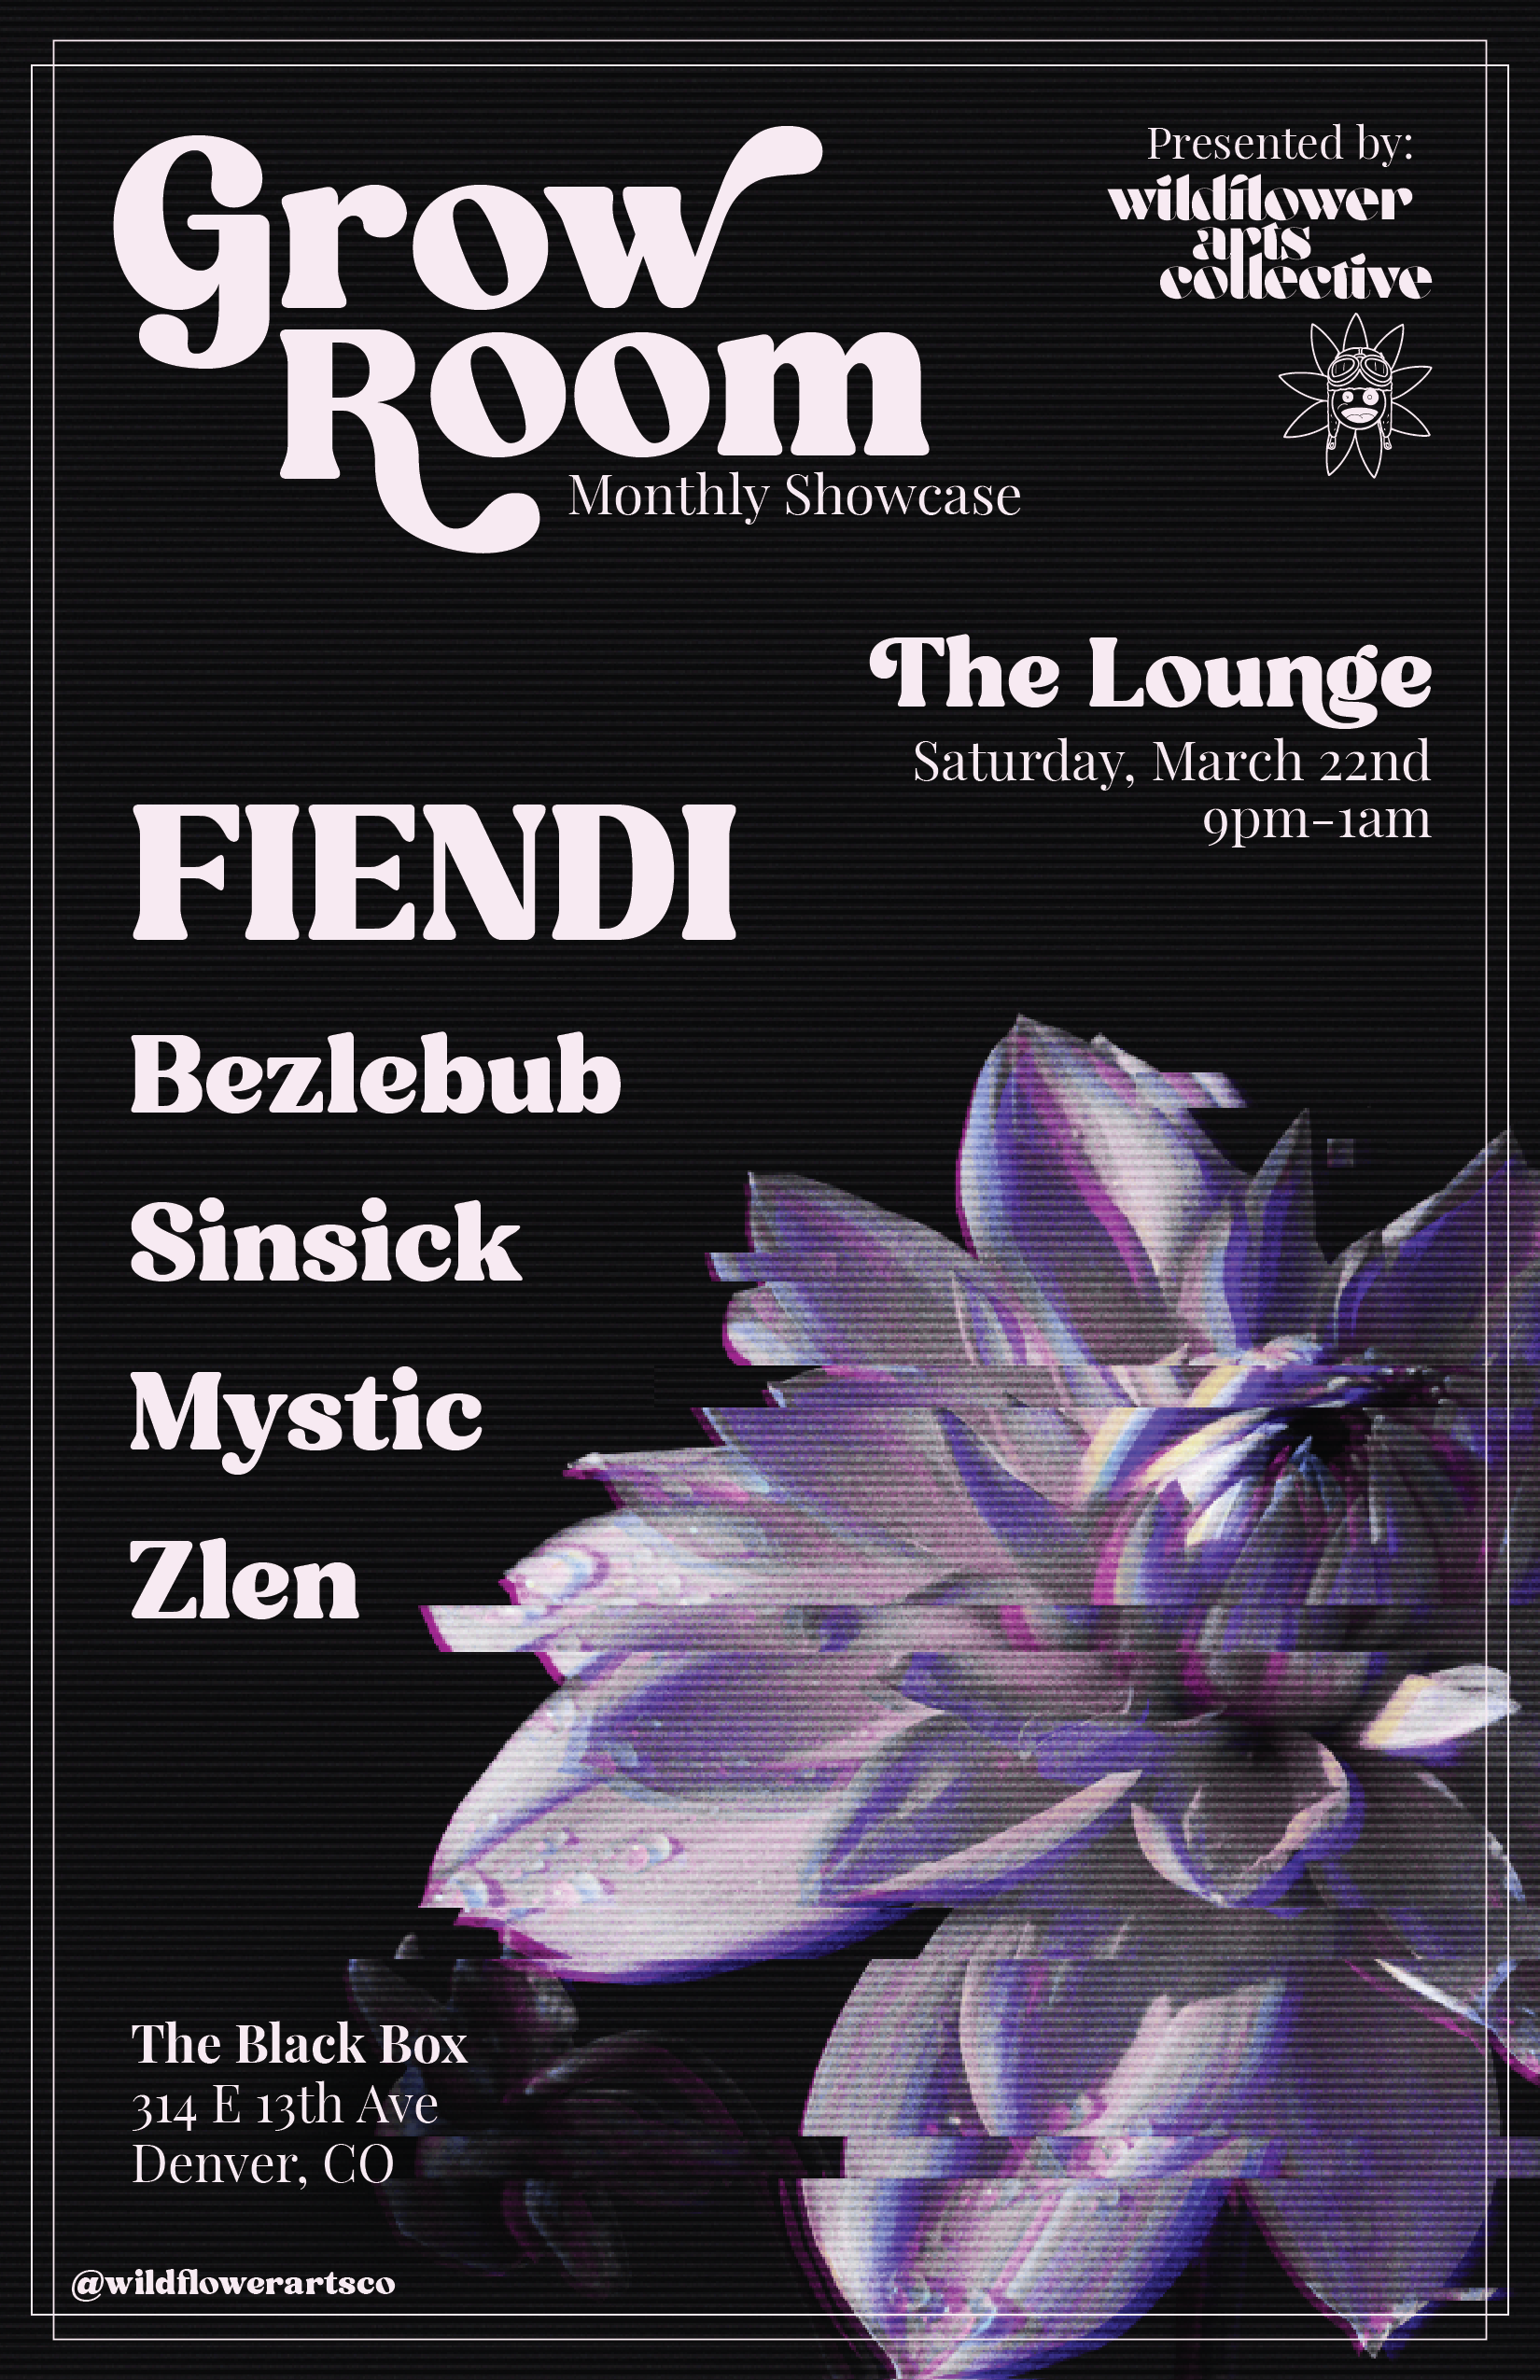 Grow
Room
Monthly Showcase
Presented by:
wildflower
arts
collective
The Lounge
Saturday, March 22nd
9pm-1am
FIENDI
Bezlebub
Sinsick
Mystic
Zlen
The Black Box
314 E 13th Ave
Denver, CO
@wildflowerartsco